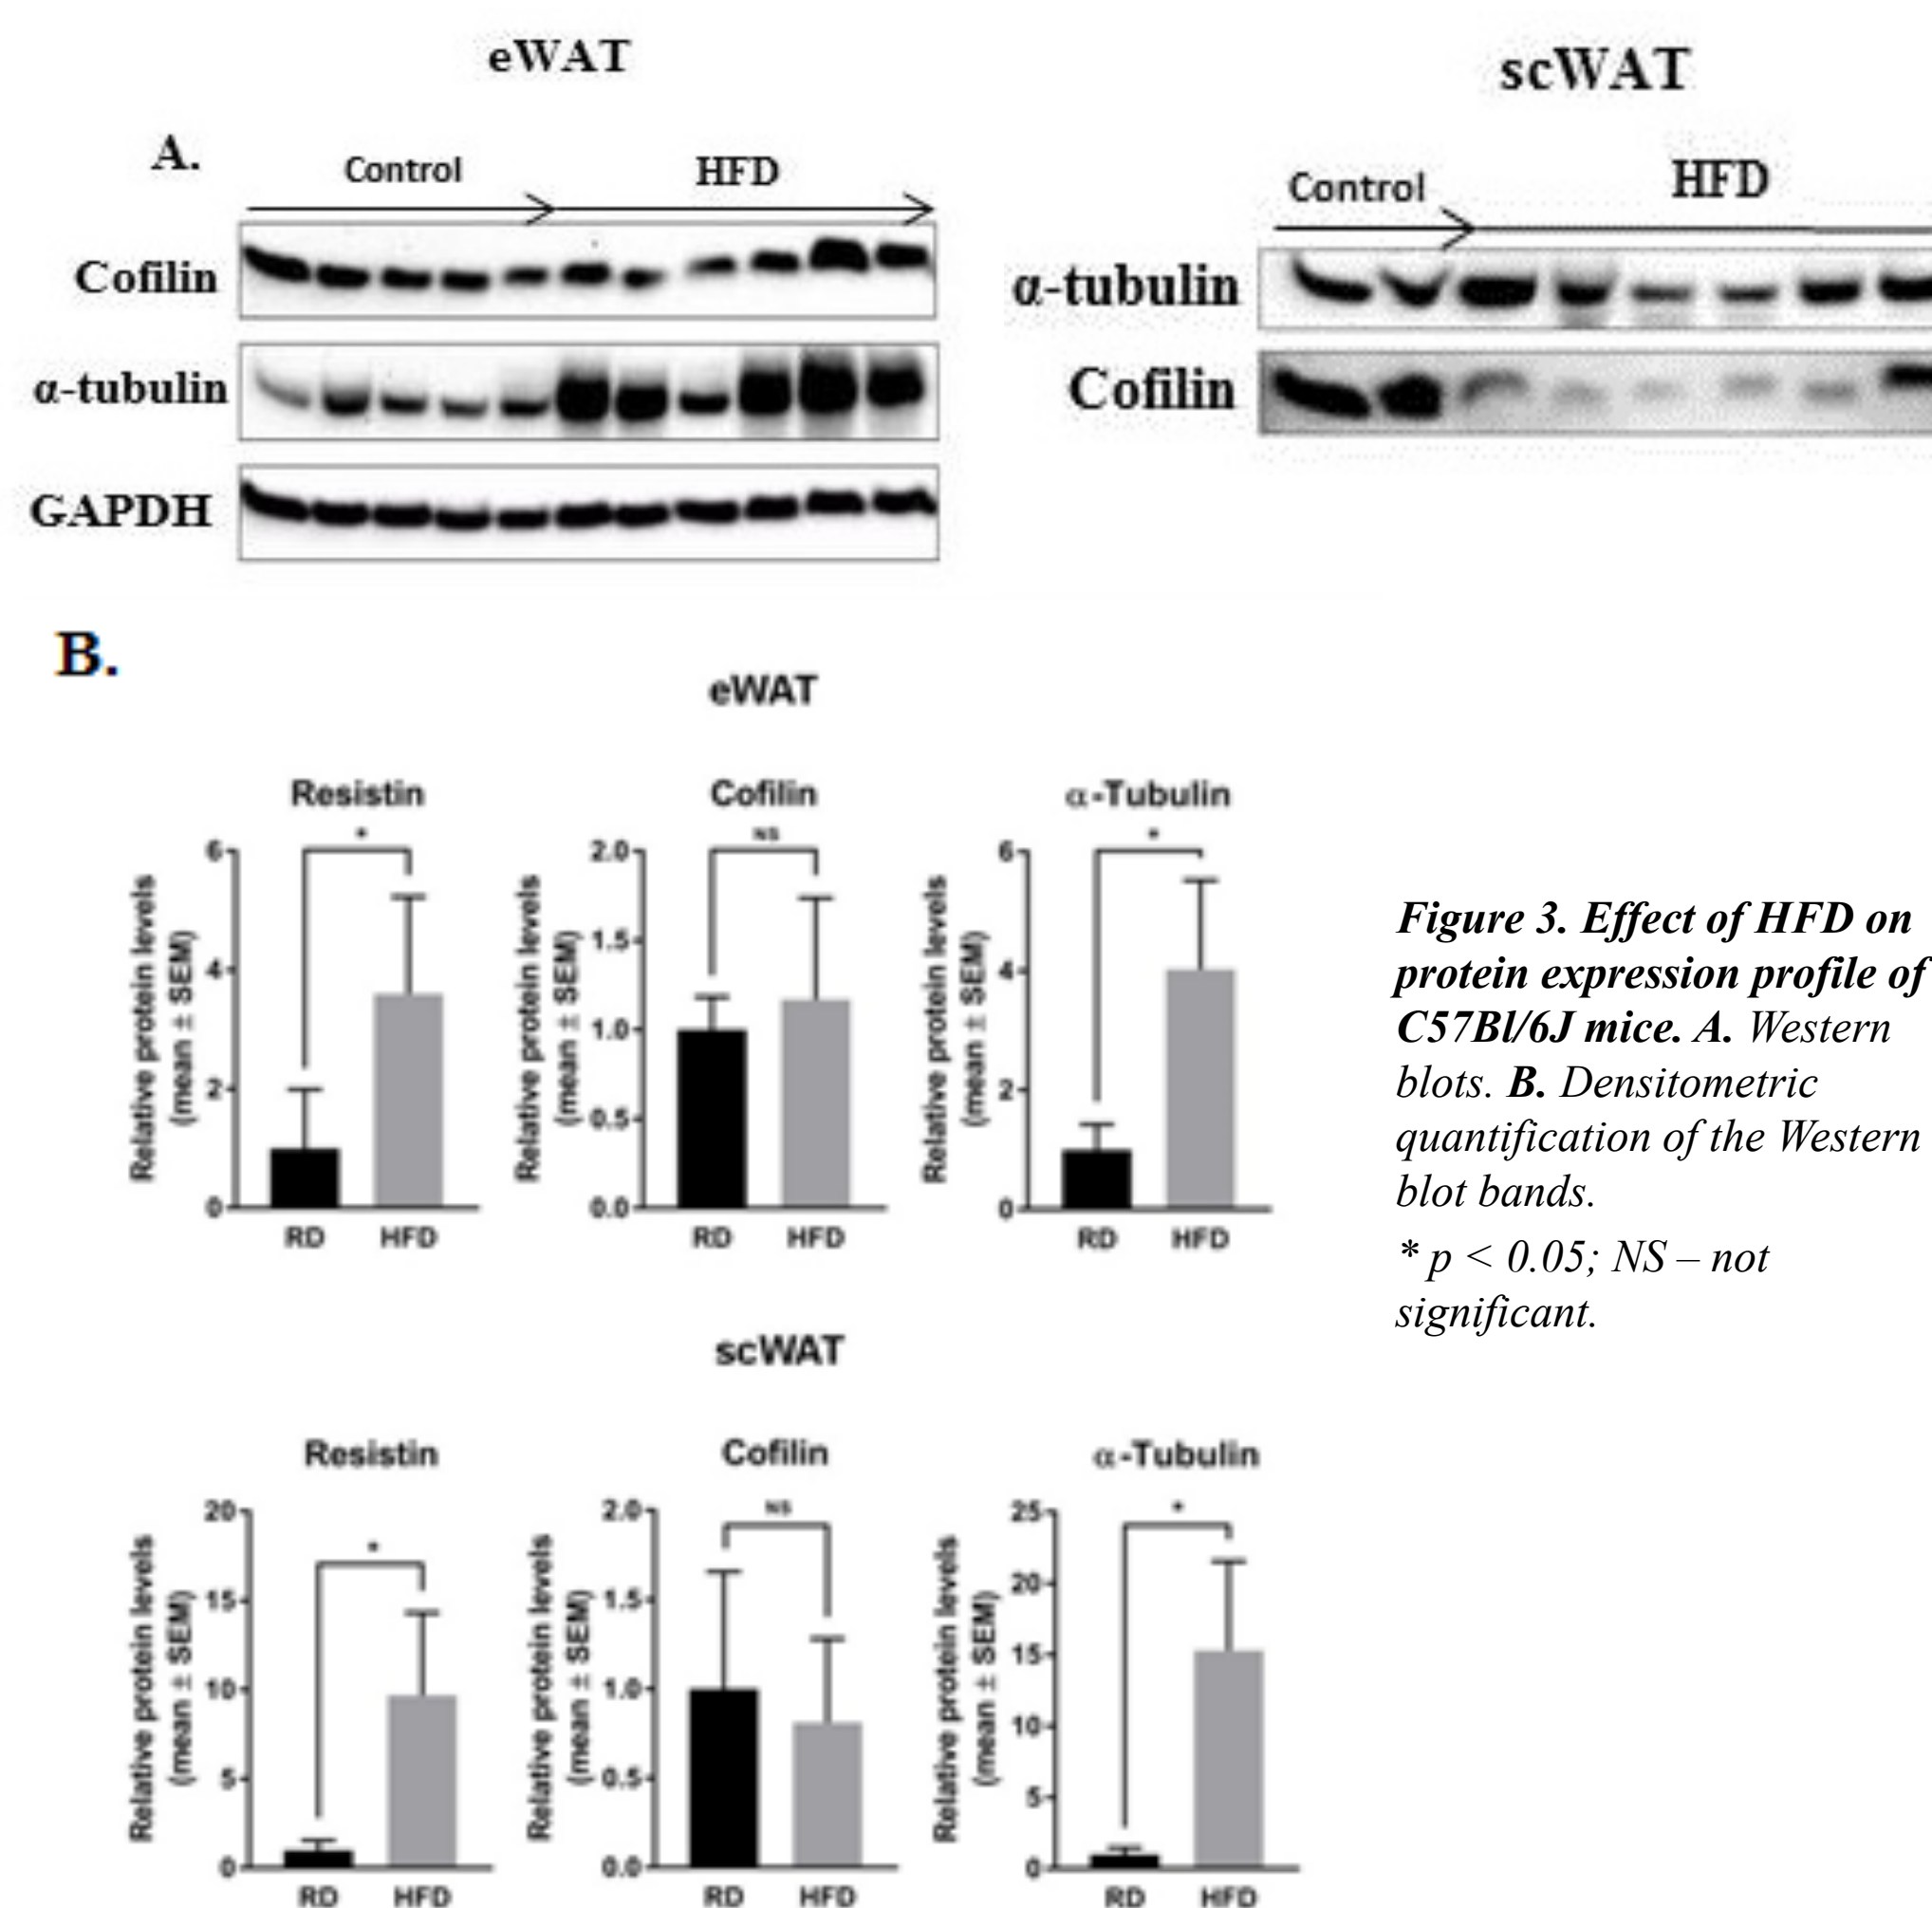 eWAT
scWAT
A.
Control
HFD
Control
HFD
Cofilin
α-tubulin
GAPDH
α-tubulin
Cofilin
B.
eWAT
Resistin
*
Relative protein levels
(mean ± SEM)
6
4
2
0
RD HFD
Cofilin
NS
Relative protein levels
(mean ± SEM)
2.0
1.5
1.0
0.5
0.0
RD HFD
α-Tubulin
*
Relative protein levels
(mean ± SEM)
6
4
2
0
RD HFD
Figure 3. Effect of HFD on
protein expression profile of
C57Bl/6J mice. A. Western
blots. B. Densitometric
quantification of the Western
blot bands.
* p < 0.05; NS – not
significant.
scWAT
Resistin
*
Relative protein levels
(mean ± SEM)
20
15
10
5
0
RD HFD
Cofilin
NS
Relative protein levels
(mean ± SEM)
2.0
1.5
1.0
0.5
0.0
RD HFD
α-Tubulin
*
Relative protein levels
(mean ± SEM)
25
20
15
10
5
0
RD HFD